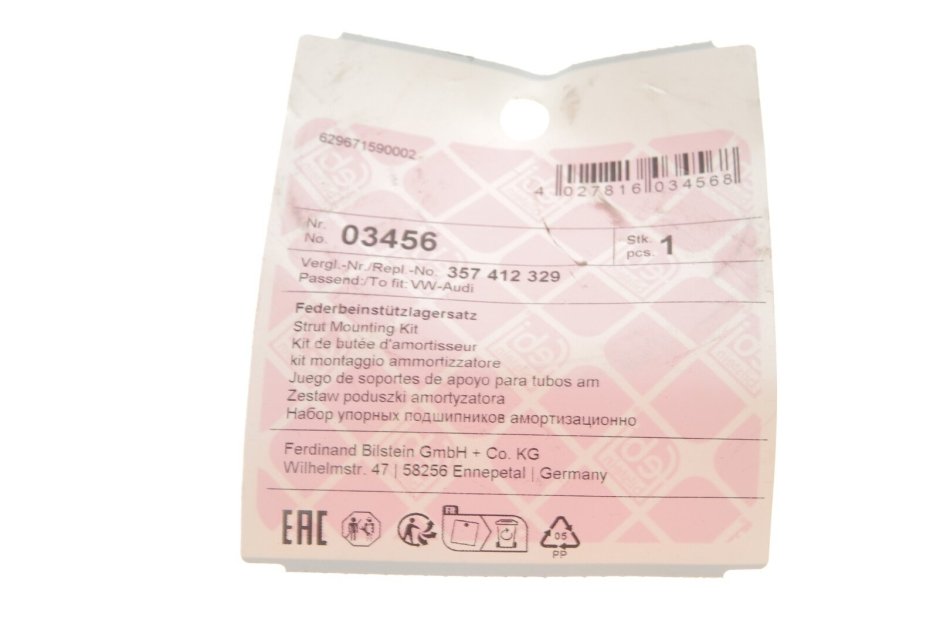 629671590002
4 027816 034568
Nr.
No. 03456
Stk.
pcs. 1
Vergl.-Nr./Repl.-No. 357 412 329
Passend:/To fit: VW-Audi
Federbeinstützlagersatz
Strut Mounting Kit
Kit de butée d'amortisseur
kit montaggio ammortizzatore
Juego de soportes de apoyo para tubos am
Zestaw poduszki amortyzatora
Набор упорных подшипников амортизационно
Ferdinand Bilstein GmbH + Co. KG
Wilhelmstr. 47 | 58256 Ennepetal | Germany
EAC
FR
05
PP